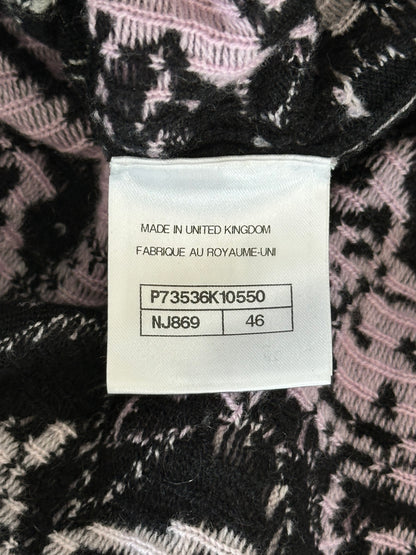 MADE IN UNITED KINGDOM
FABRIQUE AU ROYAUME-UNI
P73536K10550
NJ869 46